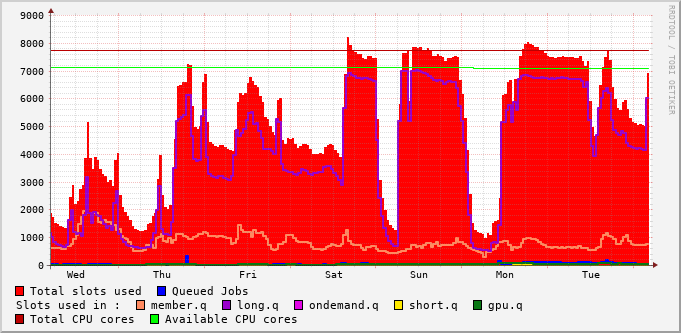 RRDTOOL / TOBI OETIKER
9000
8000
7000
6000
5000
4000
3000
2000
1000
0
Wed Thu Fri Sat Sun Mon Tue
Total slots used Queued Jobs
Slots used in : member.q long.q ondemand.q short.q gpu.q
Total CPU cores Available CPU cores